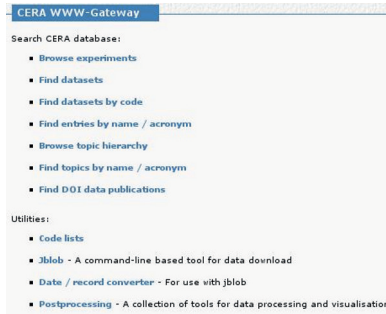 CERA WWW-Gateway
Search CERA database:
Browse experiments
Find datasets
Find datasets by code
Find entries by name / acronym
Browse topic hierarchy
Find topics by name / acronym
Find DOI data publications
Utilities:
Code lists
Jblob - A command-line based tool for data download
Date / record converter - For use with jblob
Postprocessing - A collection of tools for data processing and visualisation